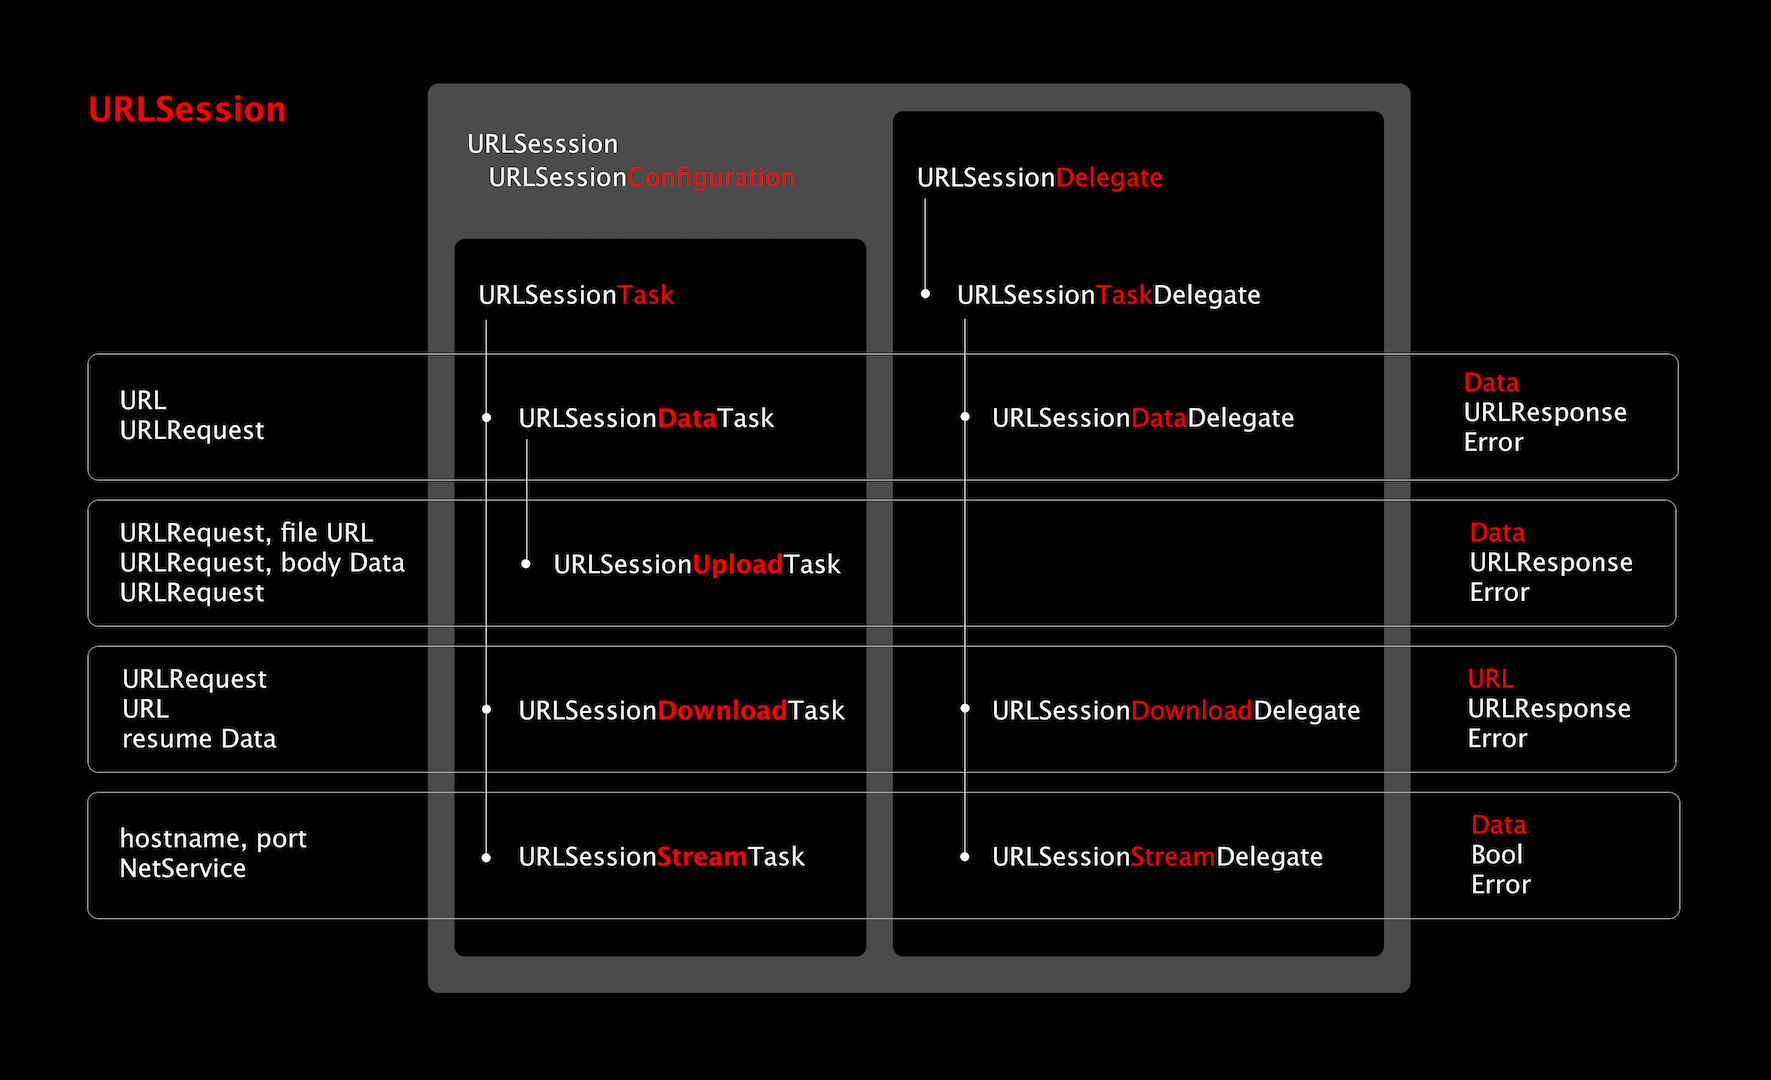 URLSession
URLSesssion
URLSessionConfiguration
URLSessionDelegate
URLSessionTask
URLSessionTaskDelegate
URL
URLRequest
URLSessionDataTask
URLSessionDataDelegate
Data
URLResponse
Error
URLRequest, file URL
URLRequest, body Data
URLRequest
URLSessionUploadTask
Data
URLResponse
Error
URLRequest
URL
resume Data
URLSessionDownloadTask
URLSessionDownloadDelegate
URL
URLResponse
Error
hostname, port
NetService
URLSessionStreamTask
URLSessionStreamDelegate
Data
Bool
Error